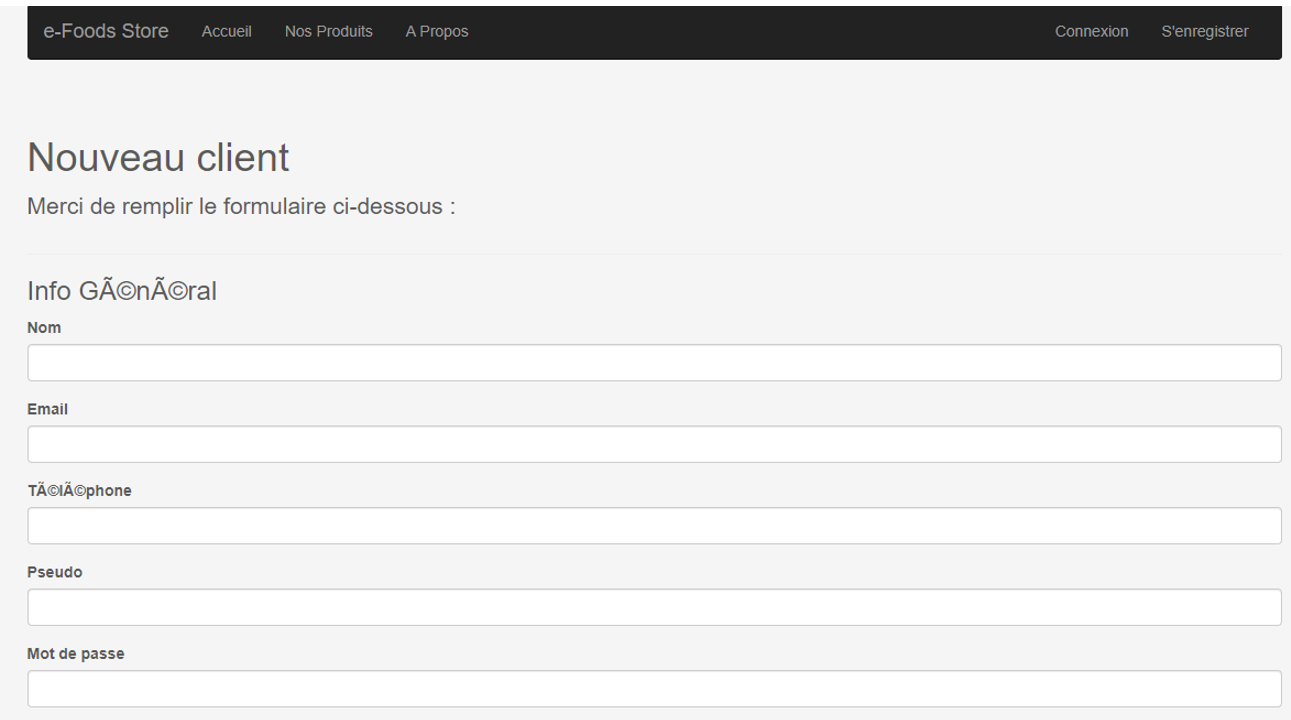 e-Foods Store Accueil Nos Produits A Propos Connexion S'enregistrer
Nouveau client
Merci de remplir le formulaire ci-dessous :
Info GÃ©nÃ©ral
Nom
Email
TÃ©lÃ©phone
Pseudo
Mot de passe